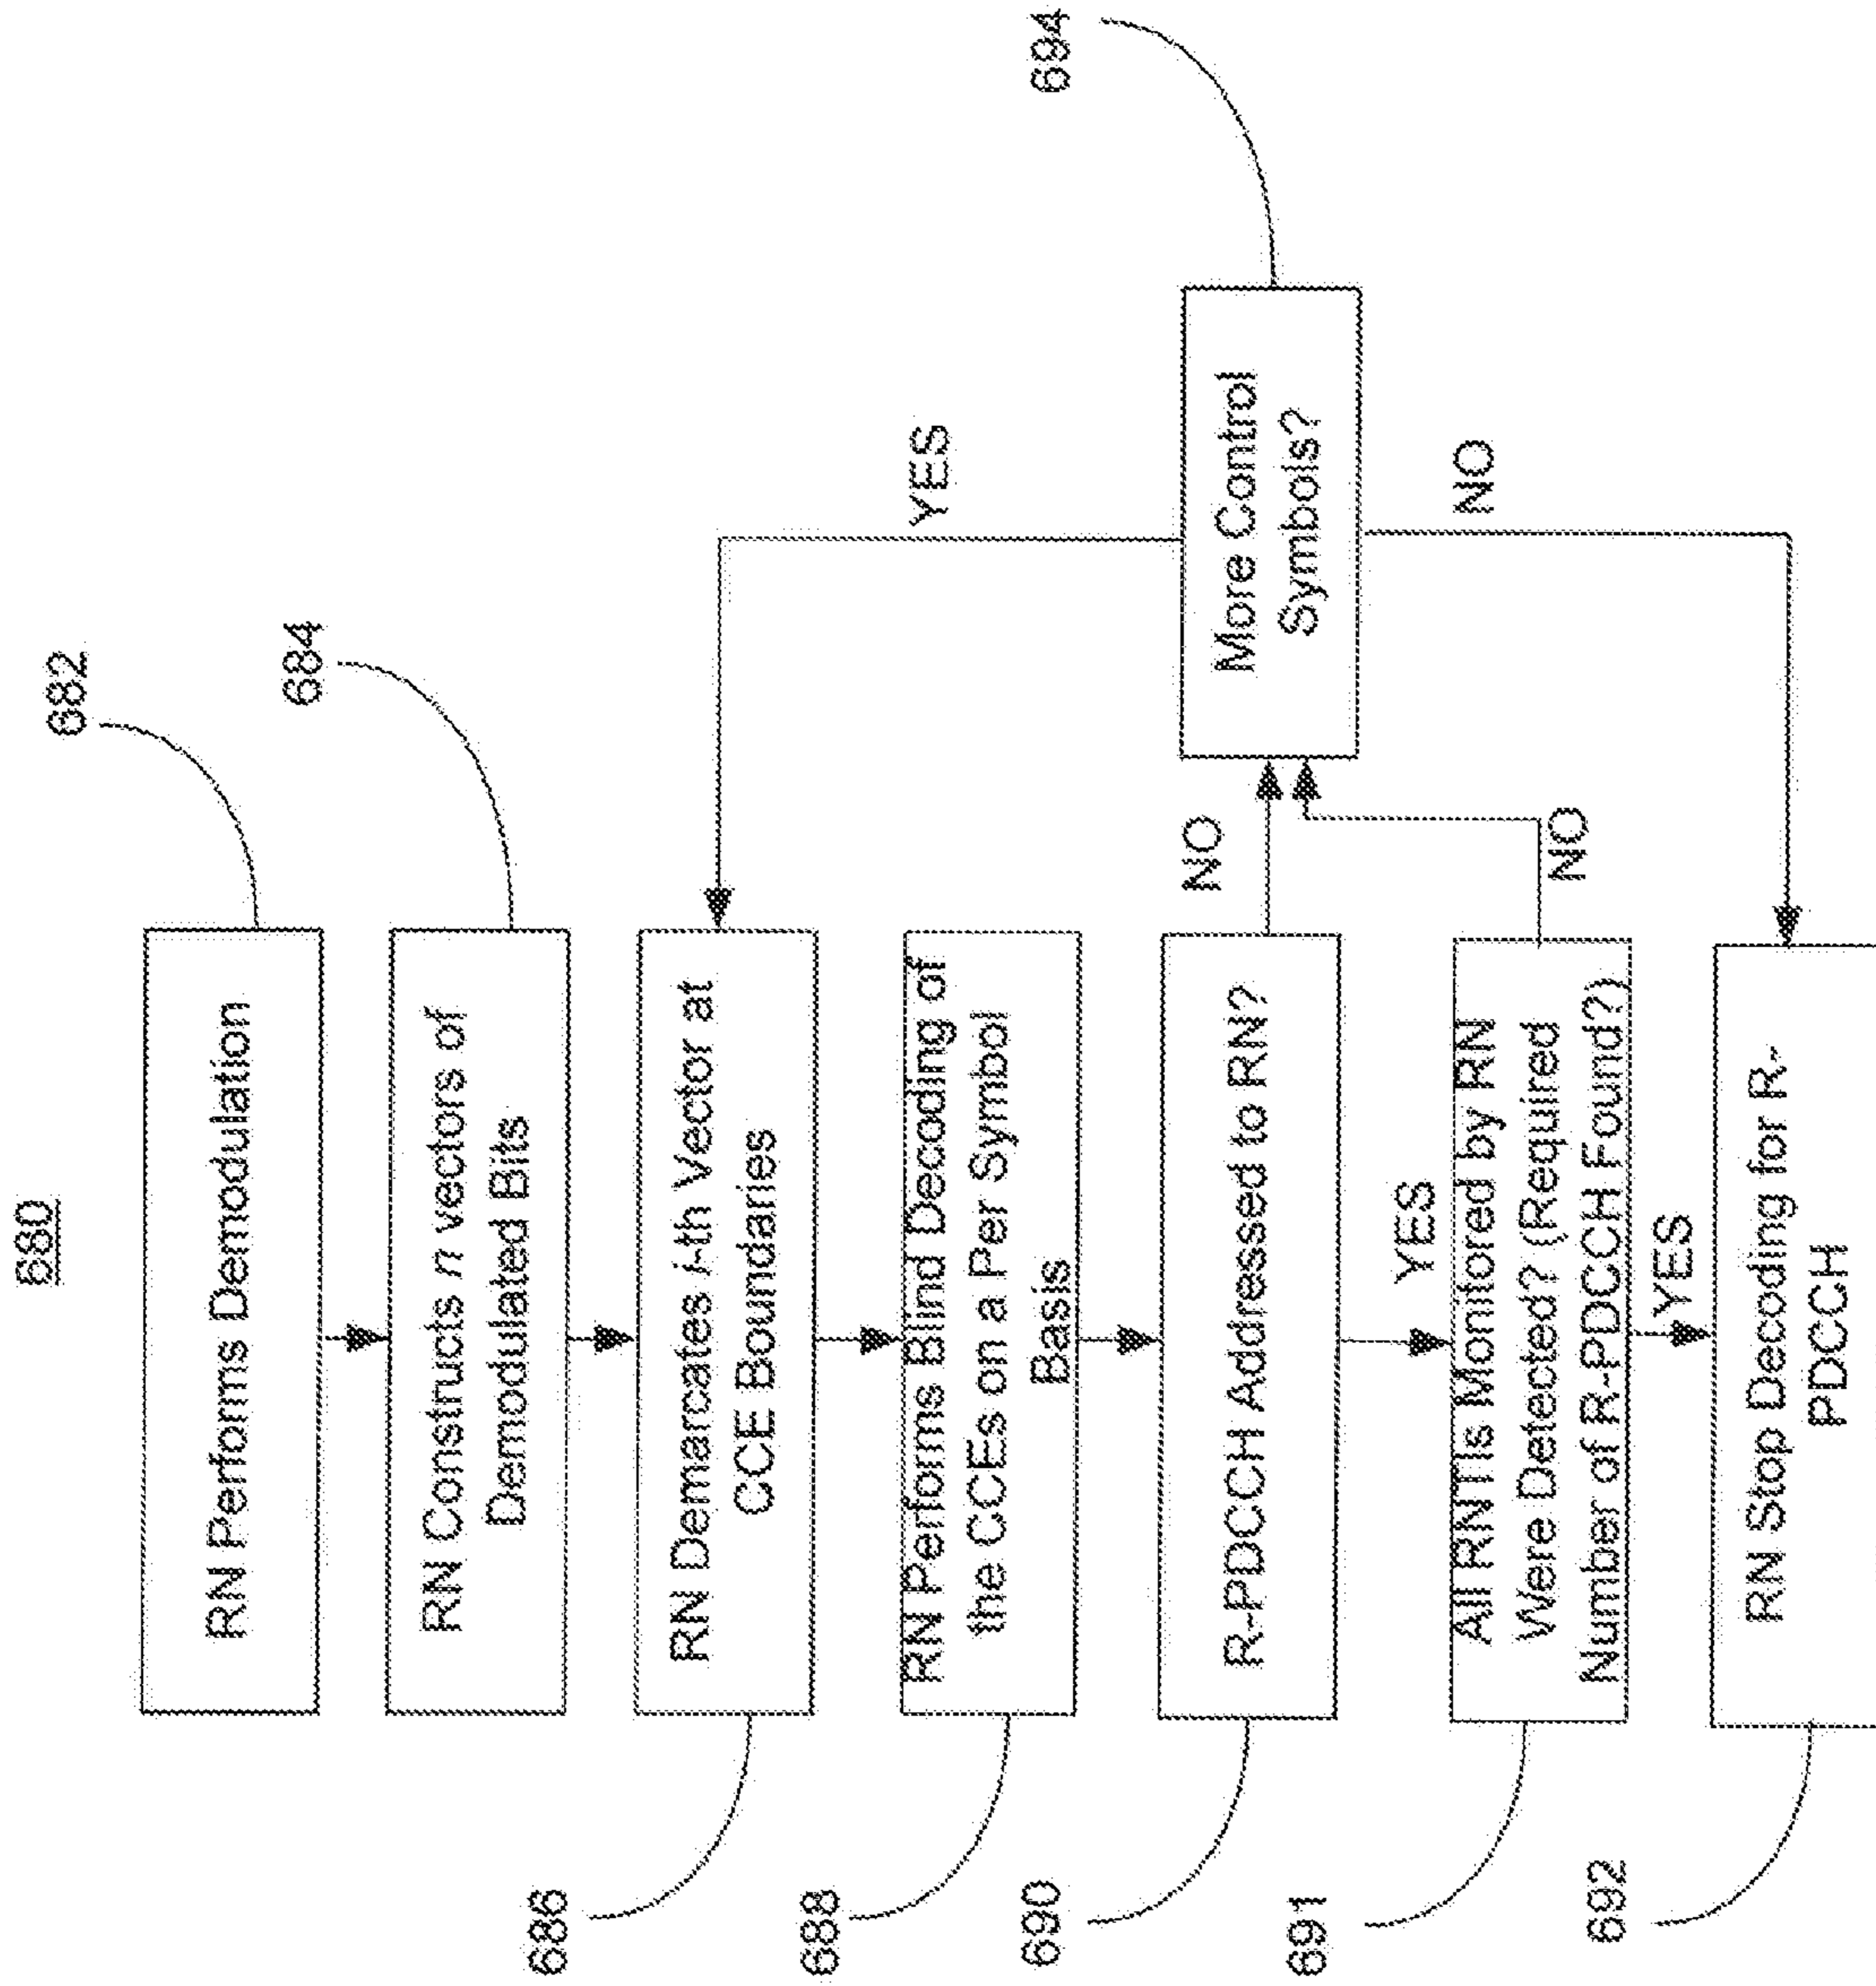 680
682
RN Performs Demodulation
684
RN Constructs n vectors of
Demodulated Bits
686
RN Demarcates i-th Vector at
CCE Boundaries
YES
688
RN Performs Blind Decoding of
the CCEs on a Per Symbol
Basis
690
R-PDCCH Addressed to RN?
NO
694
More Control
Symbols?
YES
NO
691
All RNTIs Monitored by RN
Were Detected? (Required
Number of R-PDCCH Found?)
NO
YES
692
RN Stop Decoding for R-
PDCCH